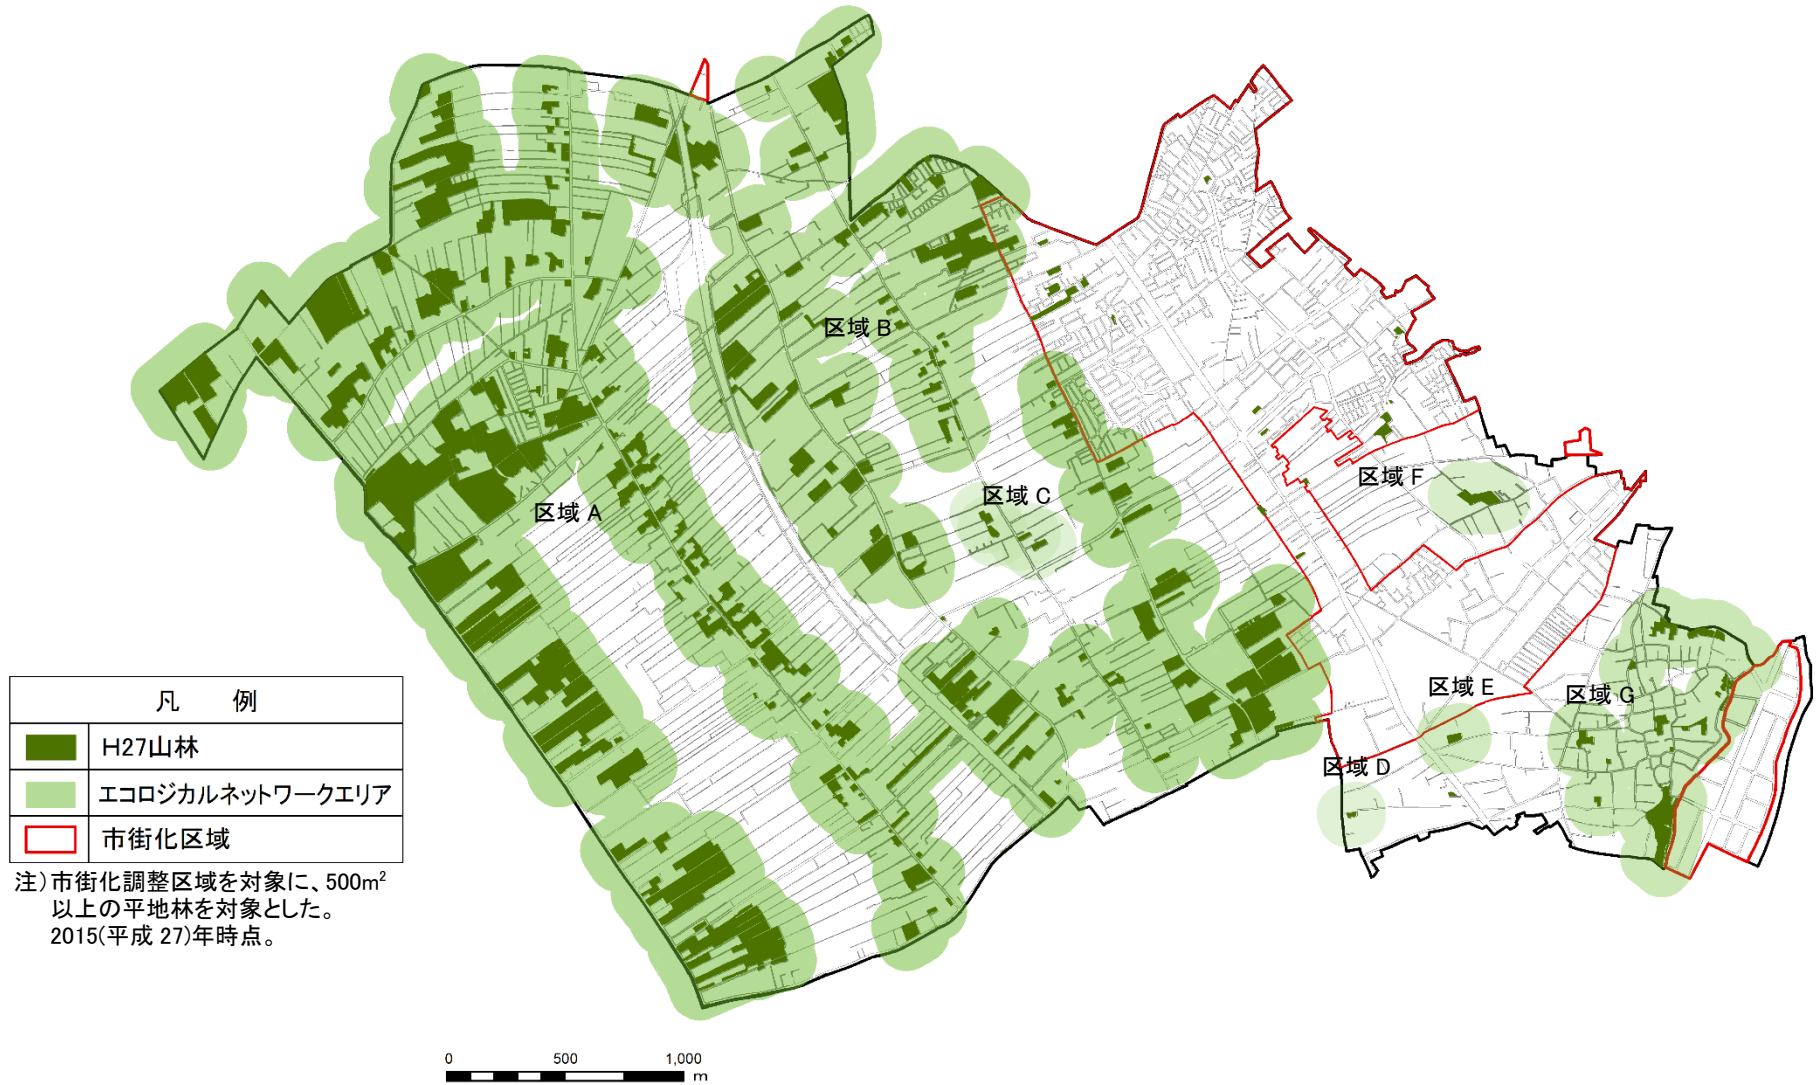 区域 B
区域 F
区域 C
区域 A
区域 E
区域 G
区域 D
凡 例
H27山林
エコロジカルネットワークエリア
市街化区域
注)市街化調整区域を対象に、500m²
以上の平地林を対象とした。
2015(平成 27)年時点。
0 500 1,000
m